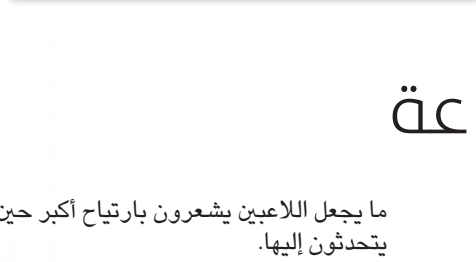 عة
ما يجعل اللاعبين يشعرون بارتياح أكبر حين
يتحدثون إليها.